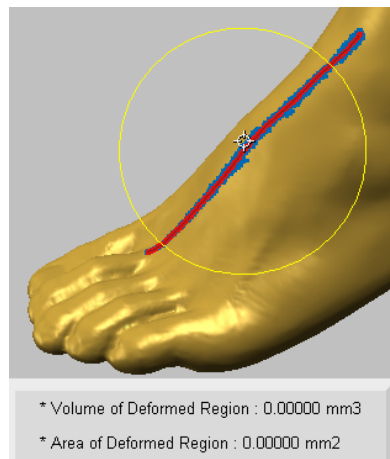 * Volume of Deformed Region : 0.00000 mm3
* Area of Deformed Region : 0.00000 mm2